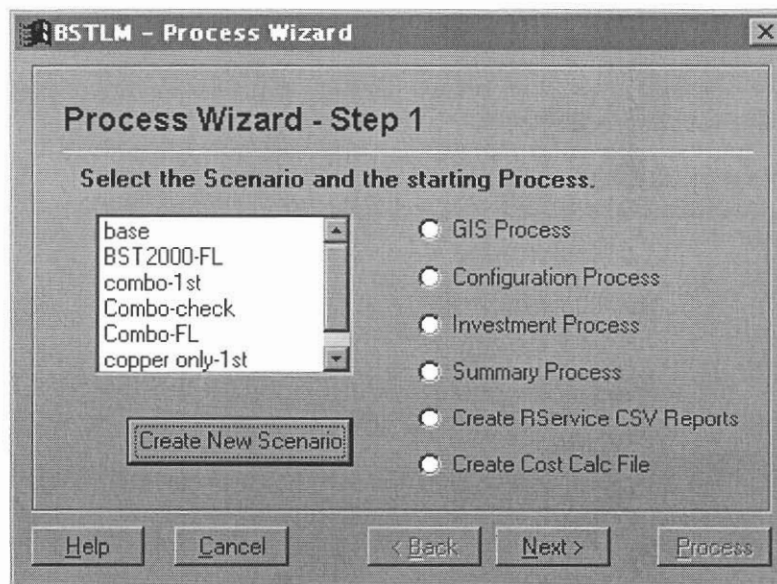 BSTLM - Process Wizard
Process Wizard - Step 1
Select the Scenario and the starting Process.
base
BST2000-FL
combo-1st
Combo-check
Combo-FL
copper only-1st
Create New Scenario
GIS Process
Configuration Process
Investment Process
Summary Process
Create RService CSV Reports
Create Cost Calc File
Help
Cancel
< Back
Next >
Process